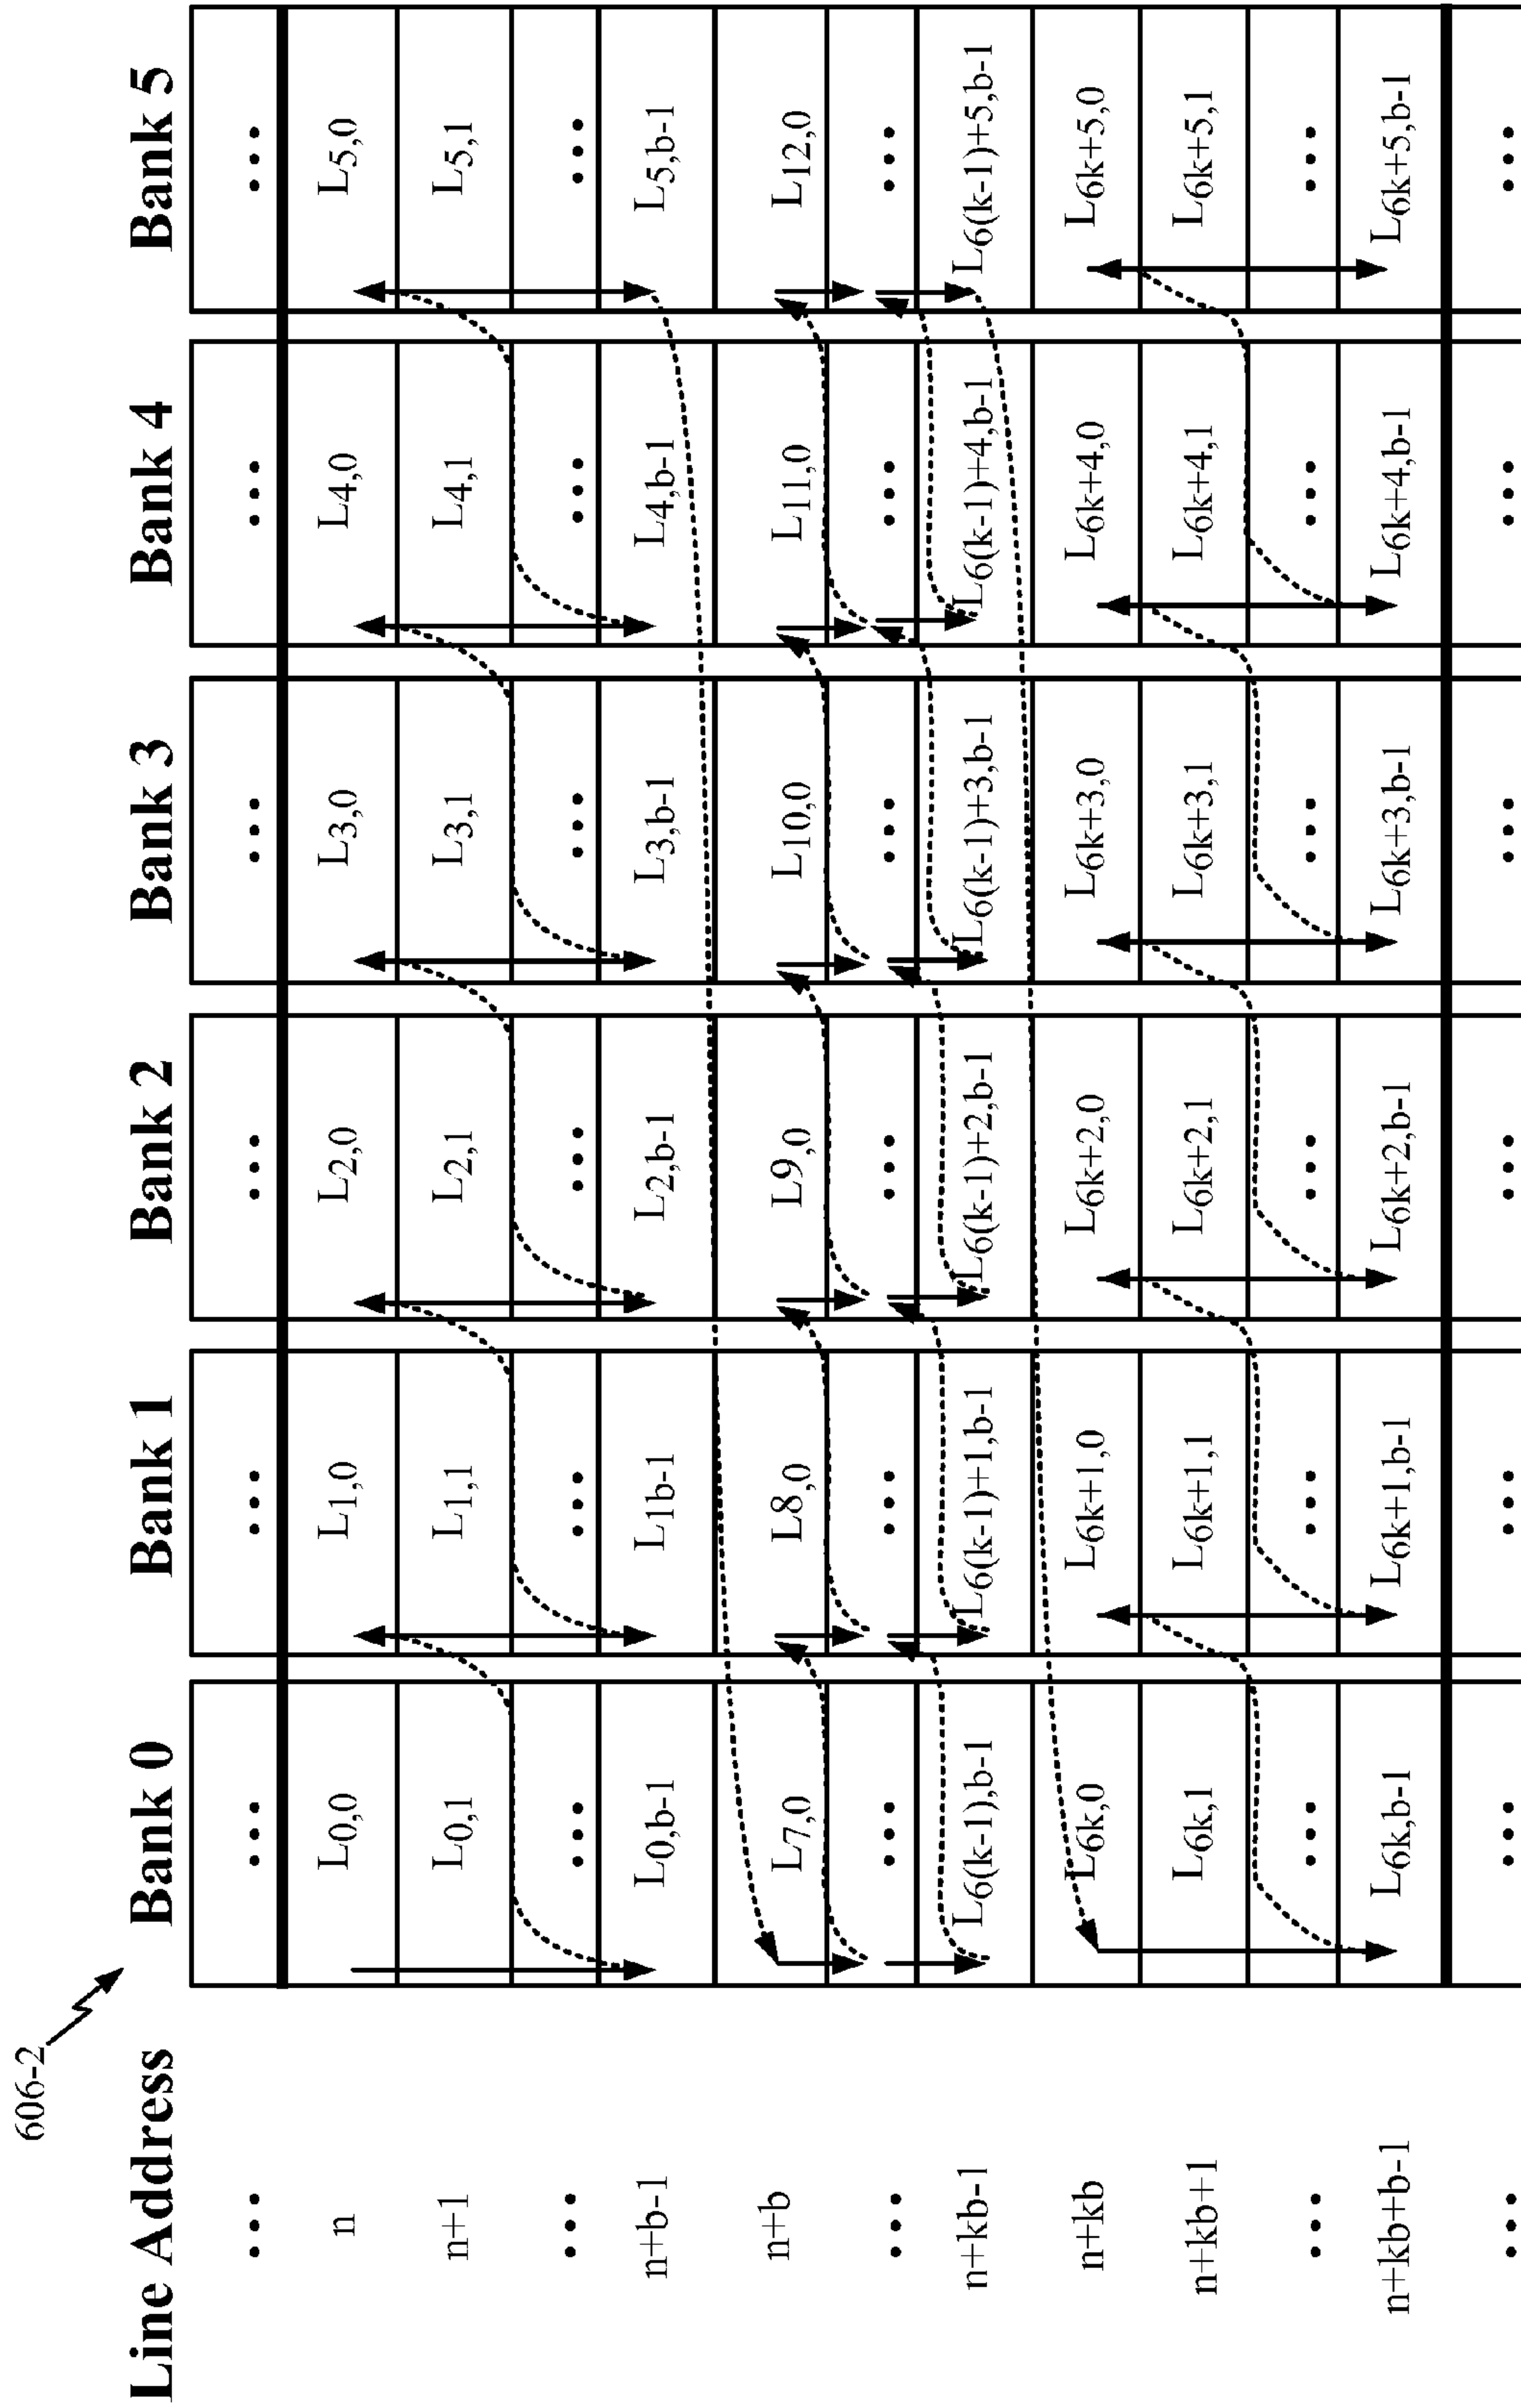 606-2
Line Address Bank 0 Bank 1 Bank 2 Bank 3 Bank 4 Bank 5
... ... ... ... ... ... ...
n L0,0 L1,0 L2,0 L3,0 L4,0 L5,0
n+1 L0,1 L1,1 L2,1 L3,1 L4,1 L5,1
... ... ... ... ... ... ...
n+b-1 L0,b-1 L1b-1 L2,b-1 L3,b-1 L4,b-1 L5,b-1
n+b L7,0 L8,0 L9,0 L10,0 L11,0 L12,0
... ... ... ... ... ... ...
n+kb-1 L6(k-1),b-1 L6(k-1)+1,b-1 L6(k-1)+2,b-1 L6(k-1)+3,b-1 L6(k-1)+4,b-1 L6(k-1)+5,b-1
n+kb L6k,0 L6k+1,0 L6k+2,0 L6k+3,0 L6k+4,0 L6k+5,0
n+kb+1 L6k,1 L6k+1,1 L6k+2,1 L6k+3,1 L6k+4,1 L6k+5,1
... ... ... ... ... ... ...
n+kb+b-1 L6k,b-1 L6k+1,b-1 L6k+2,b-1 L6k+3,b-1 L6k+4,b-1 L6k+5,b-1
... ... ... ... ... ... ...